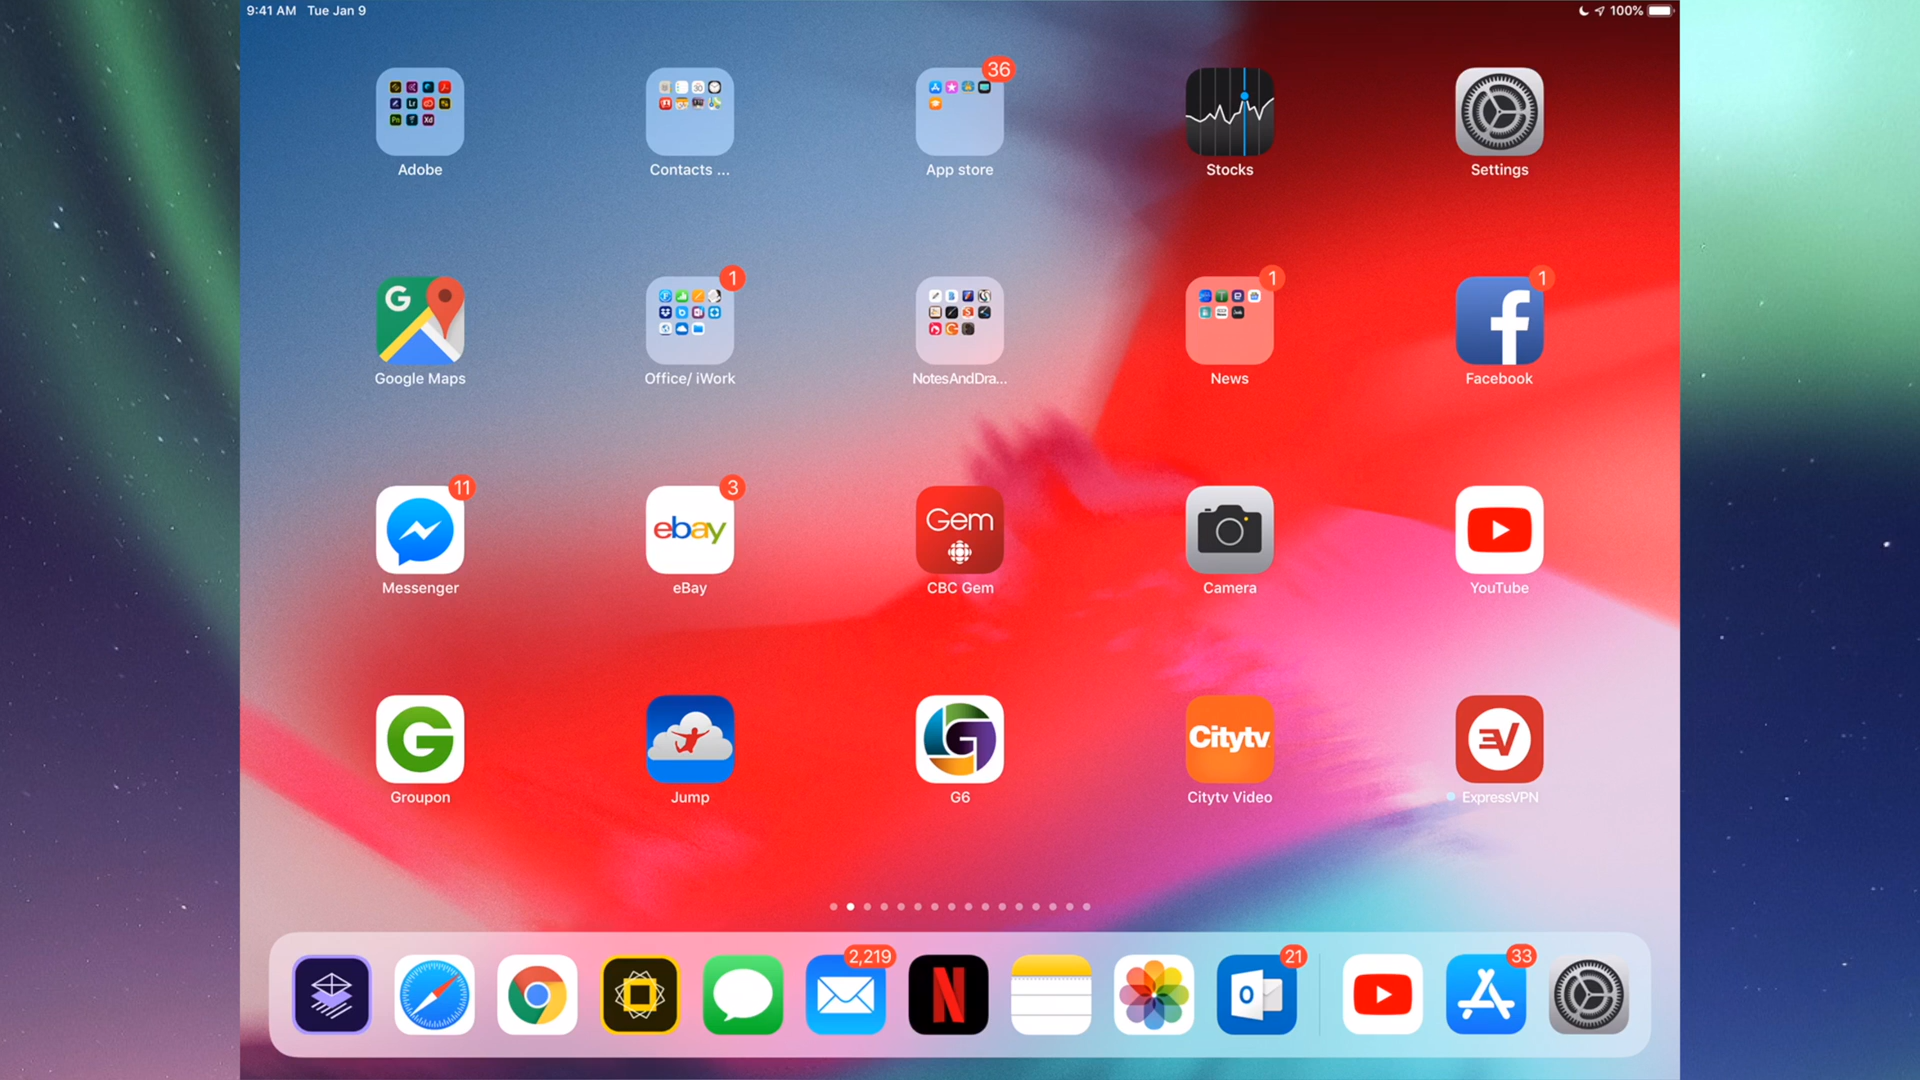 9:41 AM Tue Jan 9
100%
36
Adobe
Contacts ...
App store
Stocks
Settings
G
1
1
f
1
Google Maps
Office/ iWork
NotesAndDra...
News
Facebook
11
ebay
3
Gem
Messenger
eBay
CBC Gem
Camera
YouTube
G
G
Citytv
EV
Groupon
Jump
G6
Citytv Video
ExpressVPN
2,219
N
O
21
33